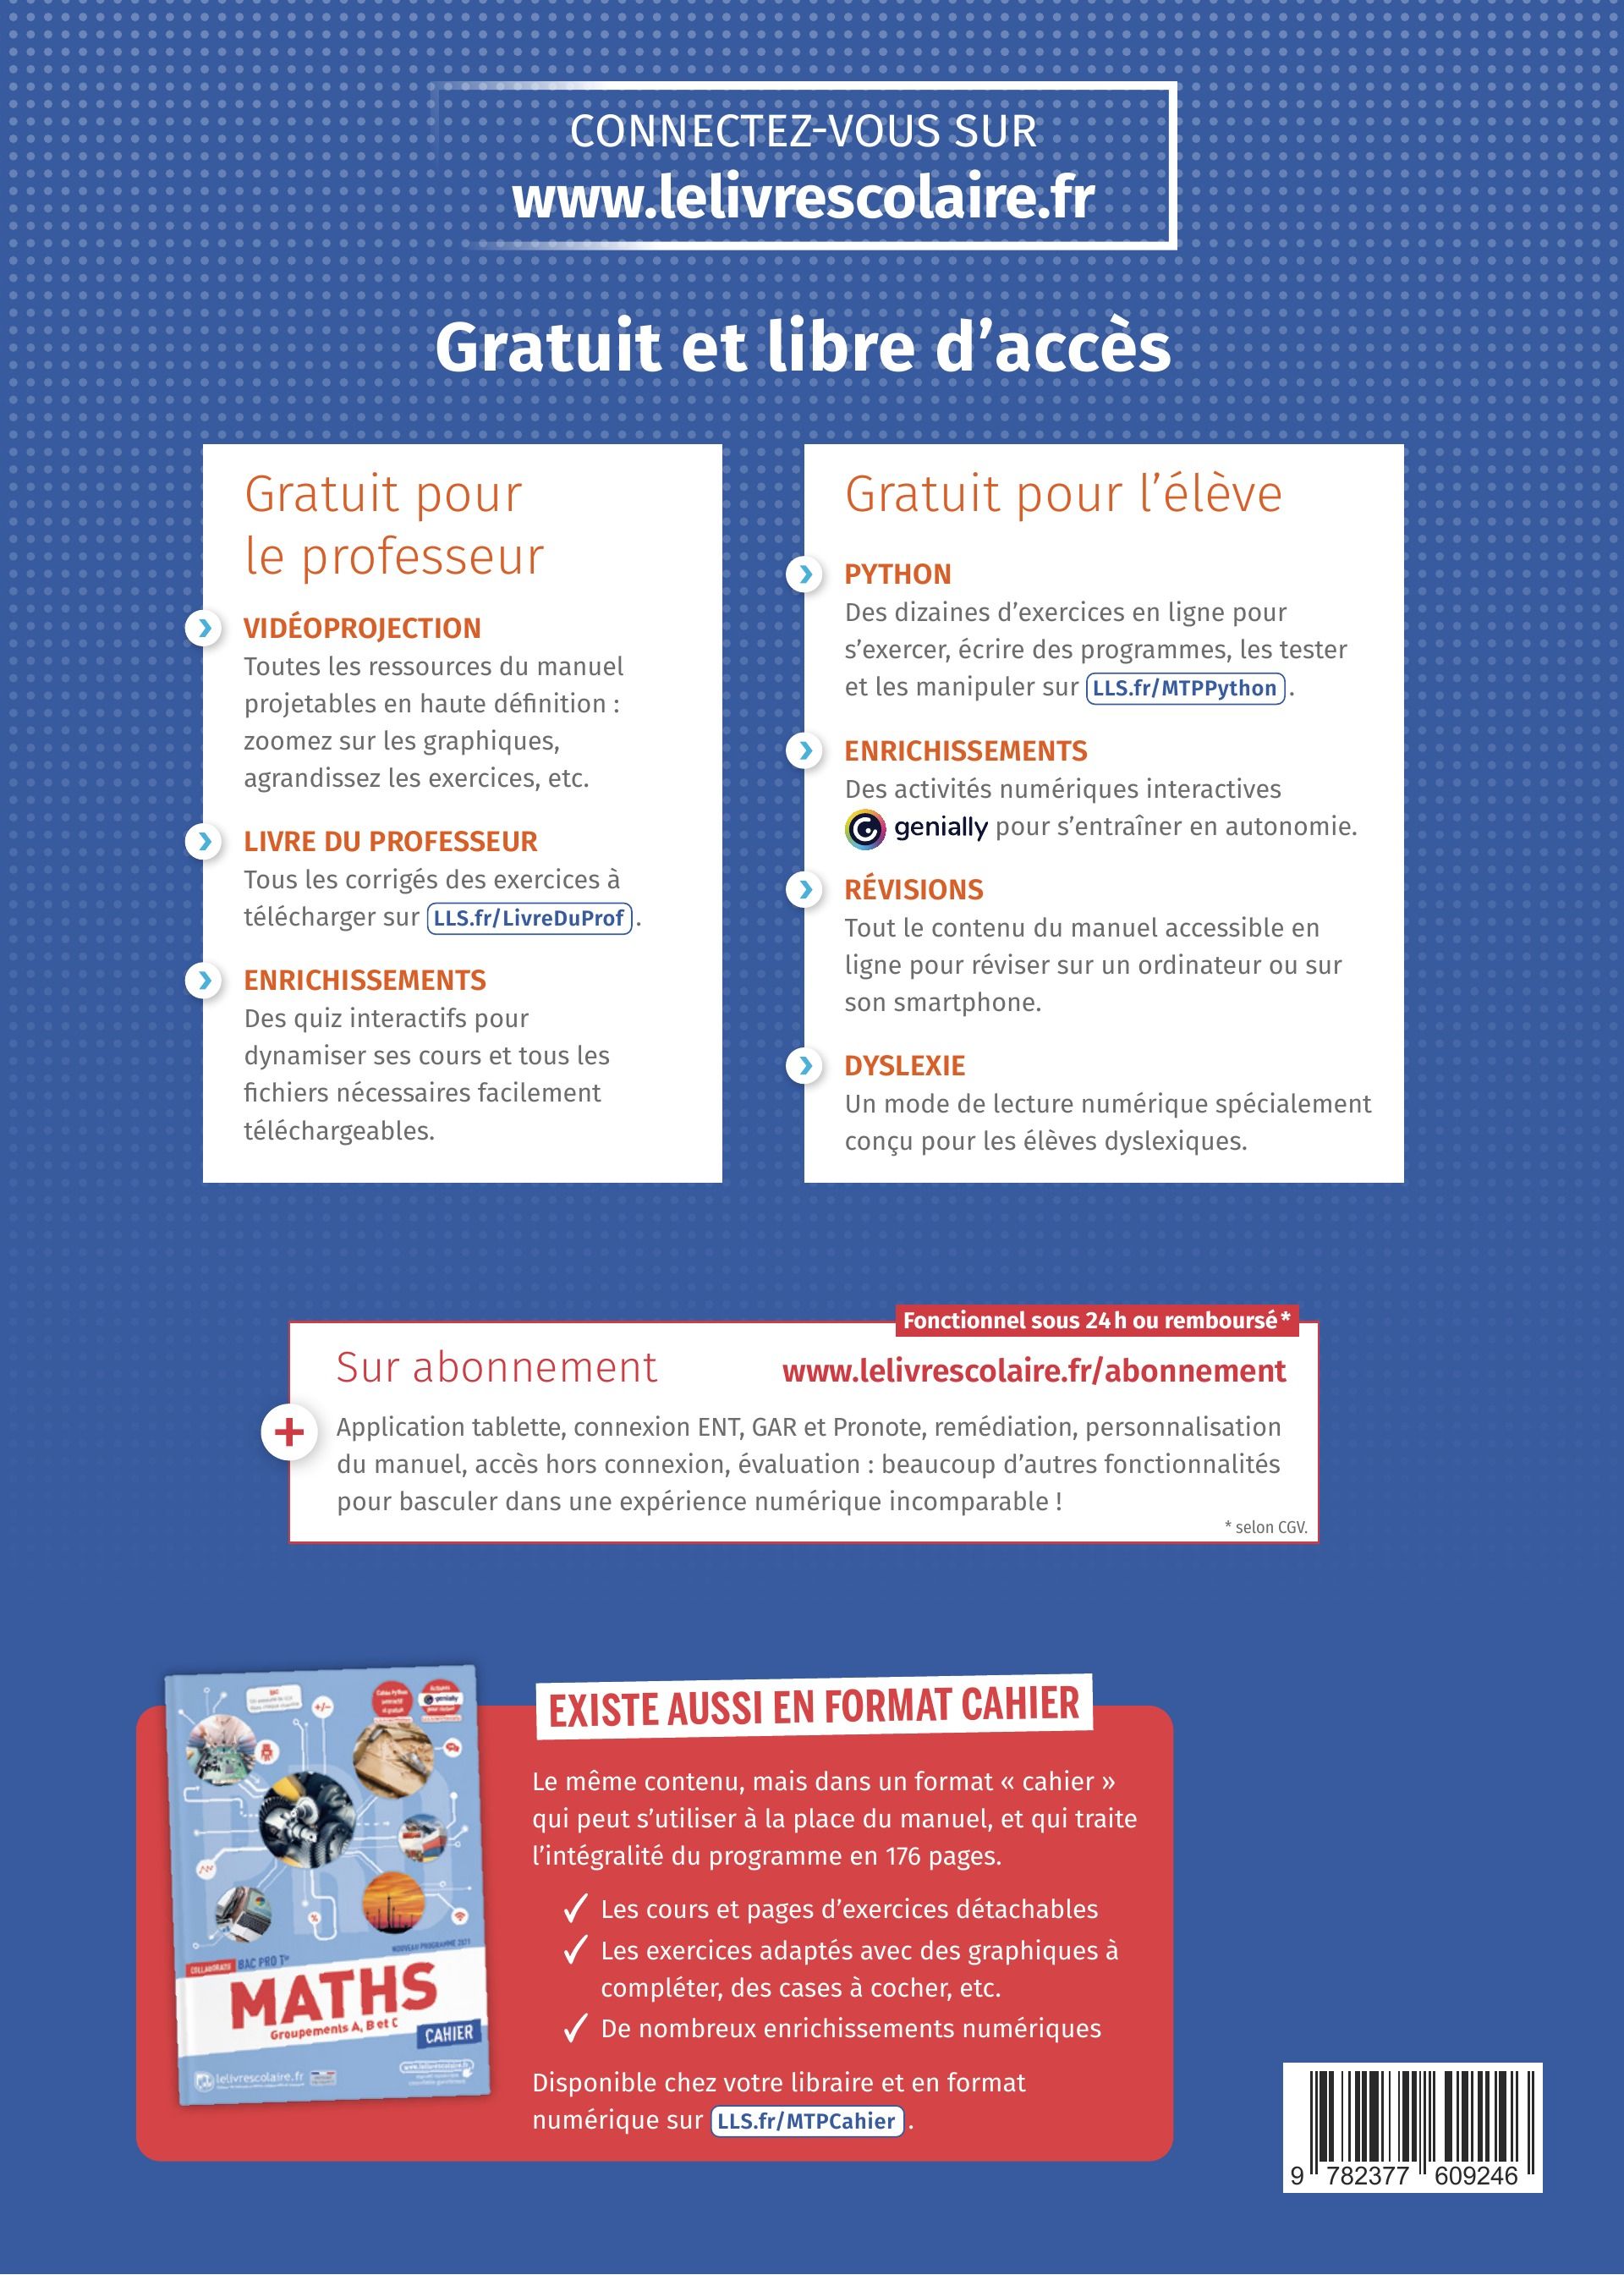 CONNECTEZ-VOUS SUR
www.lelivrescolaire.fr
Gratuit et libre d’accès
Gratuit pour
le professeur
VIDÉOPROJECTION
Toutes les ressources du manuel
projetables en haute définition :
zoomez sur les graphiques,
agrandissez les exercices, etc.
LIVRE DU PROFESSEUR
Tous les corrigés des exercices à
télécharger sur LLS.fr/LivreDuProf .
ENRICHISSEMENTS
Des quiz interactifs pour
dynamiser ses cours et tous les
fichiers nécessaires facilement
téléchargeables.
Gratuit pour l’élève
PYTHON
Des dizaines d’exercices en ligne pour
s’exercer, écrire des programmes, les tester
et les manipuler sur LLS.fr/MTPPython .
ENRICHISSEMENTS
Des activités numériques interactives
genially pour s’entraîner en autonomie.
RÉVISIONS
Tout le contenu du manuel accessible en
ligne pour réviser sur un ordinateur ou sur
son smartphone.
DYSLEXIE
Un mode de lecture numérique spécialement
conçu pour les élèves dyslexiques.
Fonctionnel sous 24 h ou remboursé*
Sur abonnement www.lelivrescolaire.fr/abonnement
Application tablette, connexion ENT, GAR et Pronote, remédiation, personnalisation
du manuel, accès hors connexion, évaluation : beaucoup d’autres fonctionnalités
pour basculer dans une expérience numérique incomparable !
* selon CGV.
EXISTE AUSSI EN FORMAT CAHIER
Le même contenu, mais dans un format « cahier »
qui peut s’utiliser à la place du manuel, et qui traite
l’intégralité du programme en 176 pages.
✓ Les cours et pages d’exercices détachables
✓ Les exercices adaptés avec des graphiques à
compléter, des cases à cocher, etc.
✓ De nombreux enrichissements numériques
Disponible chez votre libraire et en format
numérique sur LLS.fr/MTPCahier .
genially
NOUVEAU PROGRAMME 2021
COLLABORATIF BAC PRO Tle
MATHS
Groupements A, B et C
CAHIER
lelivrescolaire.fr
9 782377 609246